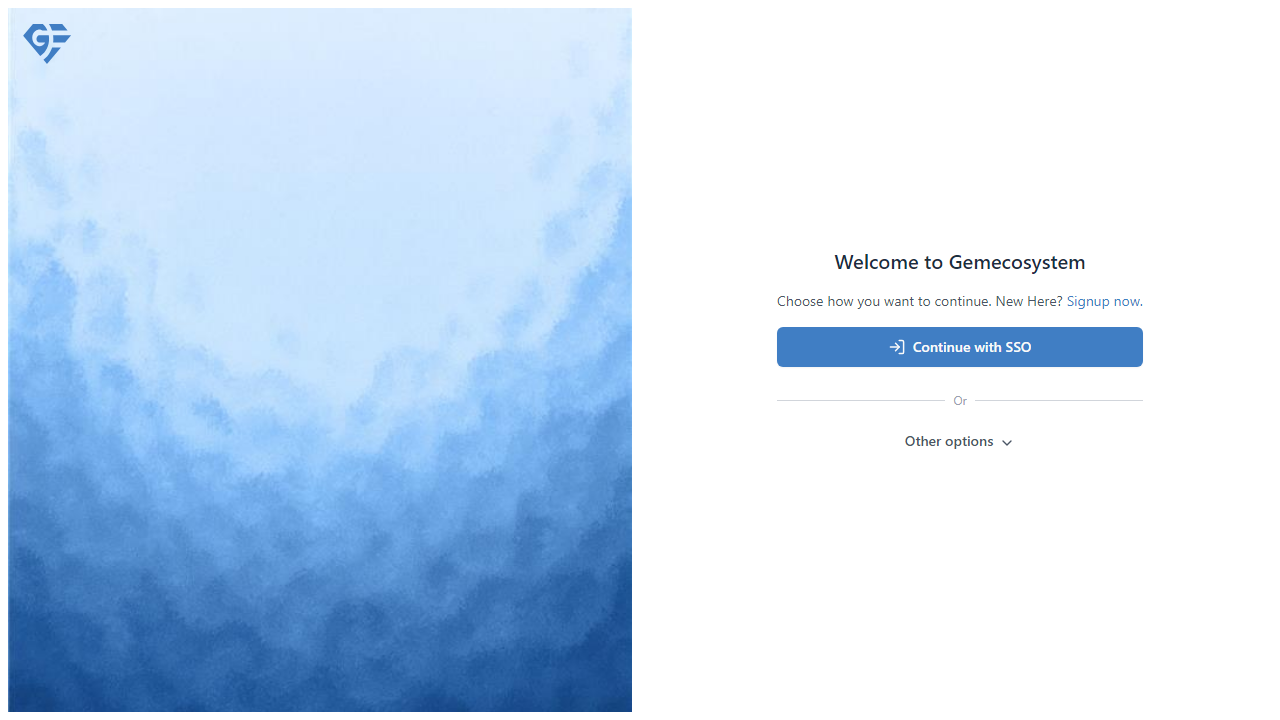 GE
Welcome to Gemecosystem
Choose how you want to continue. New Here? Signup now.
Continue with SSO
Or
Other options